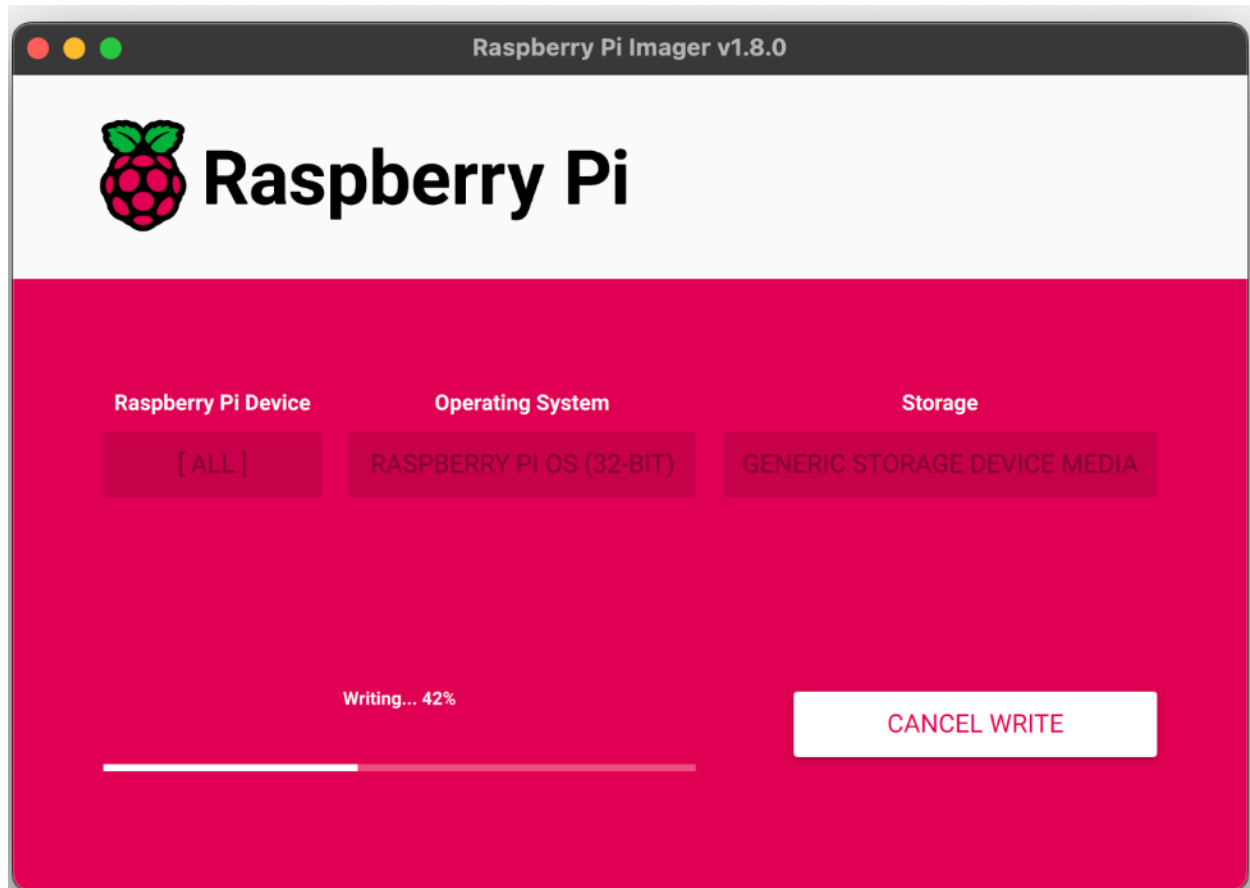 Raspberry Pi Imager v1.8.0
Raspberry Pi
Raspberry Pi Device
Operating System
Storage
[ ALL ]
RASPBERRY PI OS (32-BIT)
GENERIC STORAGE DEVICE MEDIA
Writing... 42%
CANCEL WRITE